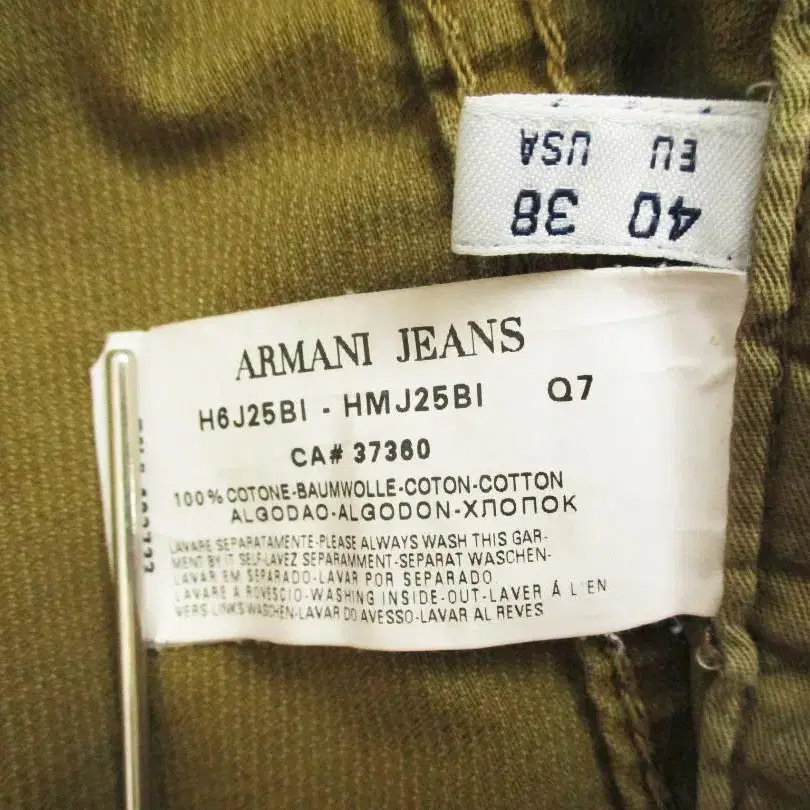 EU USA
40 38
ARMANI JEANS
H6J25BI - HMJ25BI Q7
CA# 37360
100% COTONE-BAUMWOLLE-COTON-COTTON
ALGODAO-ALGODON-ХЛОПОК
LAVARE SEPARATAMENTE-PLEASE ALWAYS WASH THIS GAR-
MENT BY IT SELF-LAVEZ SEPARAMMENT-SEPARAT WASCHEN-
LAVAR EM SEPARADO-LAVAR POR SEPARADO
LAVARE A ROVESCIO-WASHING INSIDE-OUT-LAVER Á L'EN
VERS-LINKS WASCHEN-LAVAR DO AVESSO-LAVAR AL REVES